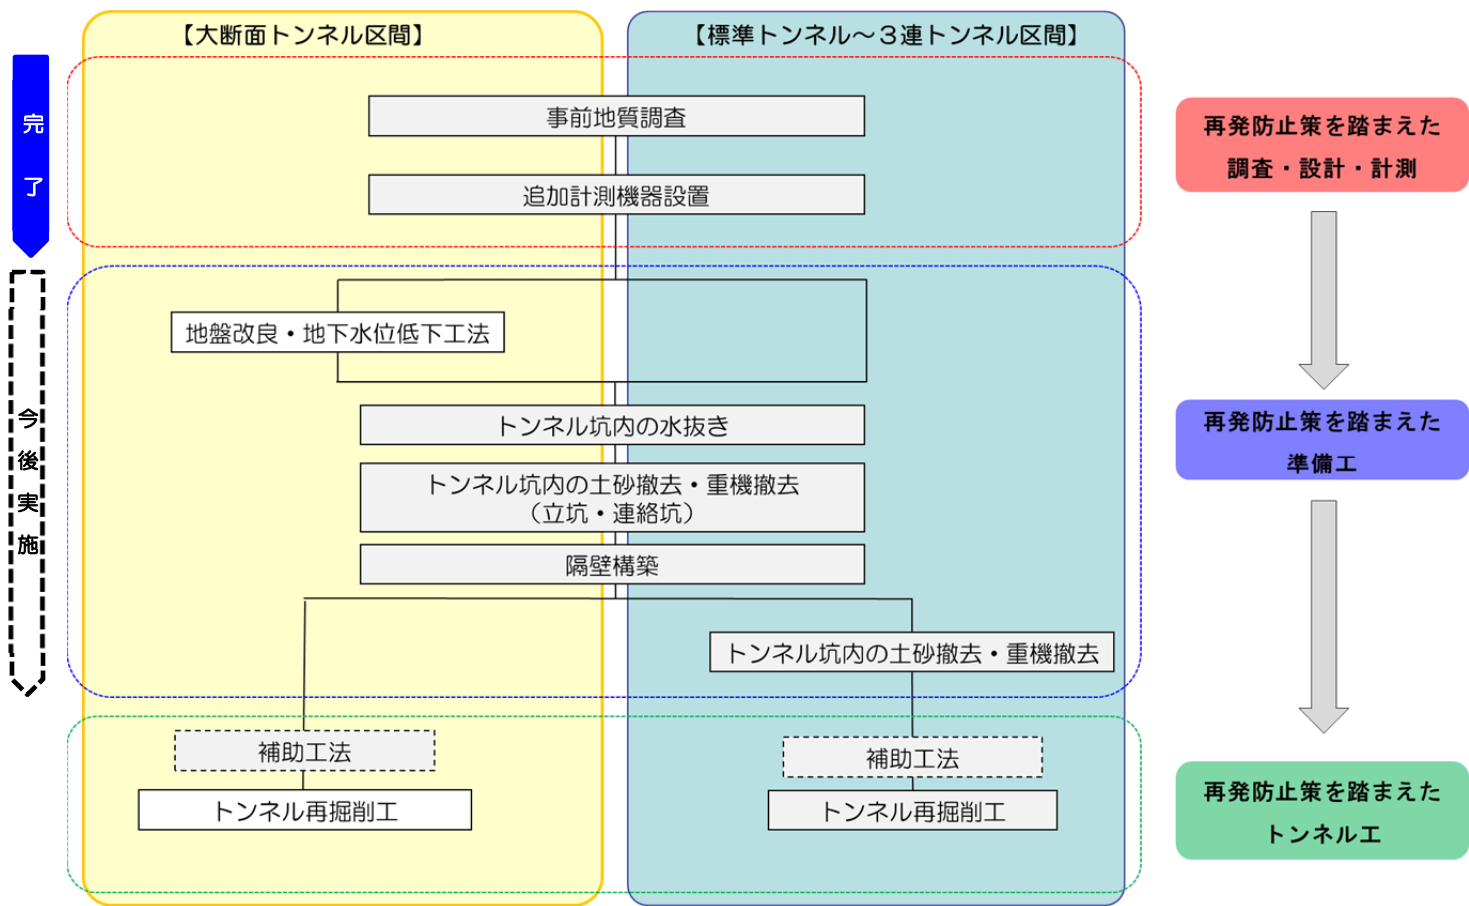 【大断面トンネル区間】
【標準トンネル～３連トンネル区間】
完了
事前地質調査
追加計測機器設置
再発防止策を踏まえた
調査・設計・計測
今後実施
地盤改良・地下水位低下工法
トンネル坑内の水抜き
トンネル坑内の土砂撤去・重機撤去
（立坑・連絡坑）
隔壁構築
トンネル坑内の土砂撤去・重機撤去
再発防止策を踏まえた
準備工
補助工法
トンネル再掘削工
補助工法
トンネル再掘削工
再発防止策を踏まえた
トンネル工